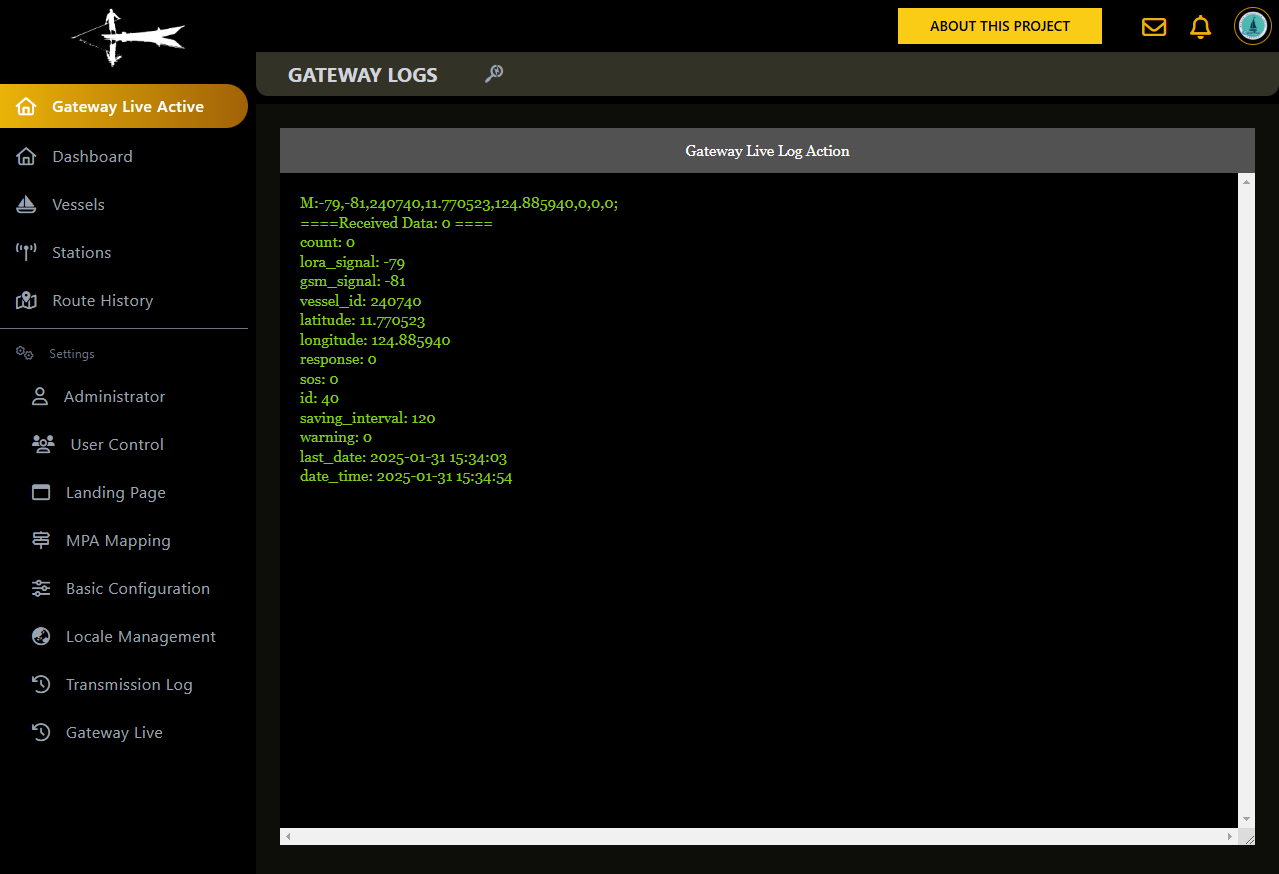 ABOUT THIS PROJECT
GATEWAY LOGS
Gateway Live Active
Dashboard
Vessels
Stations
Route History
Settings
Administrator
User Control
Landing Page
MPA Mapping
Basic Configuration
Locale Management
Transmission Log
Gateway Live
Gateway Live Log Action
M:-79,-81,240740,11.770523,124.885940,0,0,0;
====Received Data: 0 ====
count: 0
lora_signal: -79
gsm_signal: -81
vessel_id: 240740
latitude: 11.770523
longitude: 124.885940
response: 0
sos: 0
id: 40
saving_interval: 120
warning: 0
last_date: 2025-01-31 15:34:03
date_time: 2025-01-31 15:34:54